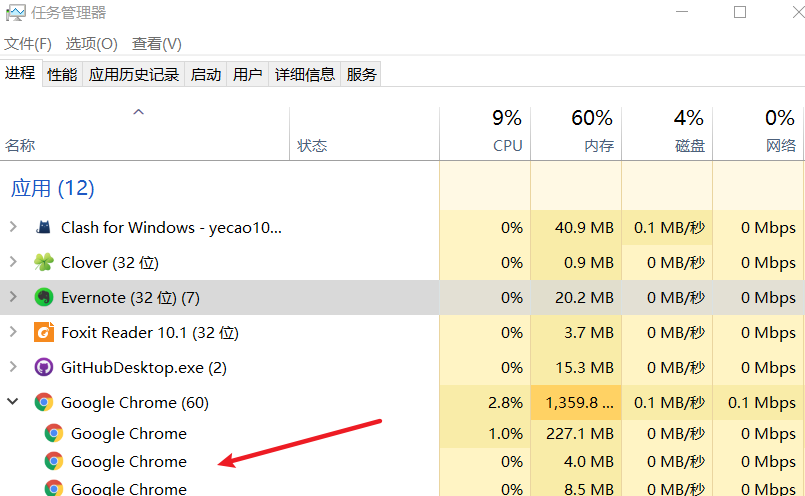 任务管理器
文件(F) 选项(O) 查看(V)
进程 性能 应用历史记录 启动 用户 详细信息 服务
9% 60% 4% 0%
名称 状态 CPU 内存 磁盘 网络
应用 (12)
Clash for Windows - yecao10... 0% 40.9 MB 0.1 MB/秒 0 Mbps
Clover (32 位) 0% 0.9 MB 0 MB/秒 0 Mbps
Evernote (32 位) (7) 0% 20.2 MB 0 MB/秒 0 Mbps
Foxit Reader 10.1 (32 位) 0% 3.7 MB 0 MB/秒 0 Mbps
GitHubDesktop.exe (2) 0% 15.3 MB 0 MB/秒 0 Mbps
Google Chrome (60) 2.8% 1,359.8 ... 0.1 MB/秒 0.1 Mbps
Google Chrome 1.0% 227.1 MB 0 MB/秒 0 Mbps
Google Chrome 0% 4.0 MB 0 MB/秒 0 Mbps
Google Chrome 0% 8.5 MB 0 MB/秒 0 Mbps